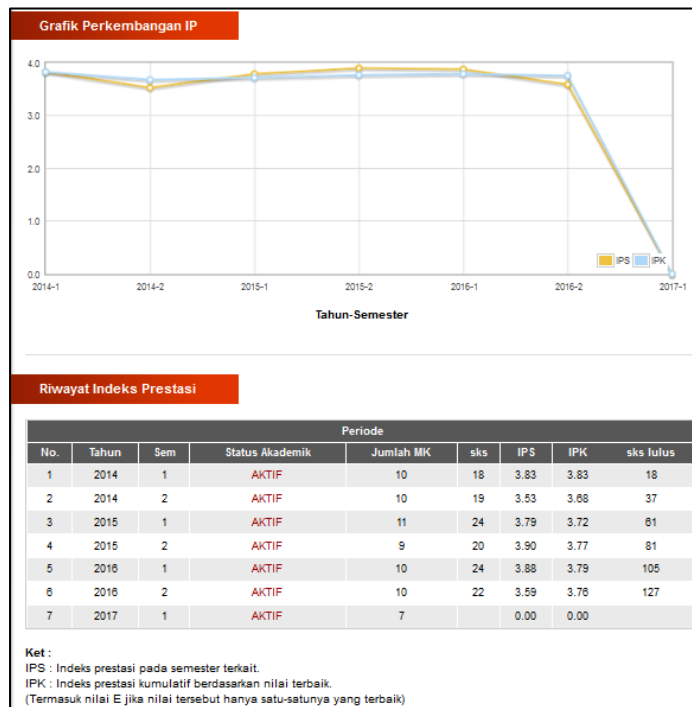 Grafik Perkembangan IP
4.0
3.0
2.0
1.0
0.0
IPS IPK
2014-1 2014-2 2015-1 2015-2 2016-1 2016-2 2017-1
Tahun-Semester
Riwayat Indeks Prestasi
Periode
No. Tahun Sem Status Akademik Jumlah MK sks IPS IPK sks lulus
1 2014 1 AKTIF 10 18 3.83 3.83 18
2 2014 2 AKTIF 10 19 3.53 3.68 37
3 2015 1 AKTIF 11 24 3.79 3.72 61
4 2015 2 AKTIF 9 20 3.90 3.77 81
5 2016 1 AKTIF 10 24 3.88 3.79 105
6 2016 2 AKTIF 10 22 3.59 3.76 127
7 2017 1 AKTIF 7 0.00 0.00
Ket :
IPS : Indeks prestasi pada semester terkait.
IPK : Indeks prestasi kumulatif berdasarkan nilai terbaik.
(Termasuk nilai E jika nilai tersebut hanya satu-satunya yang terbaik)